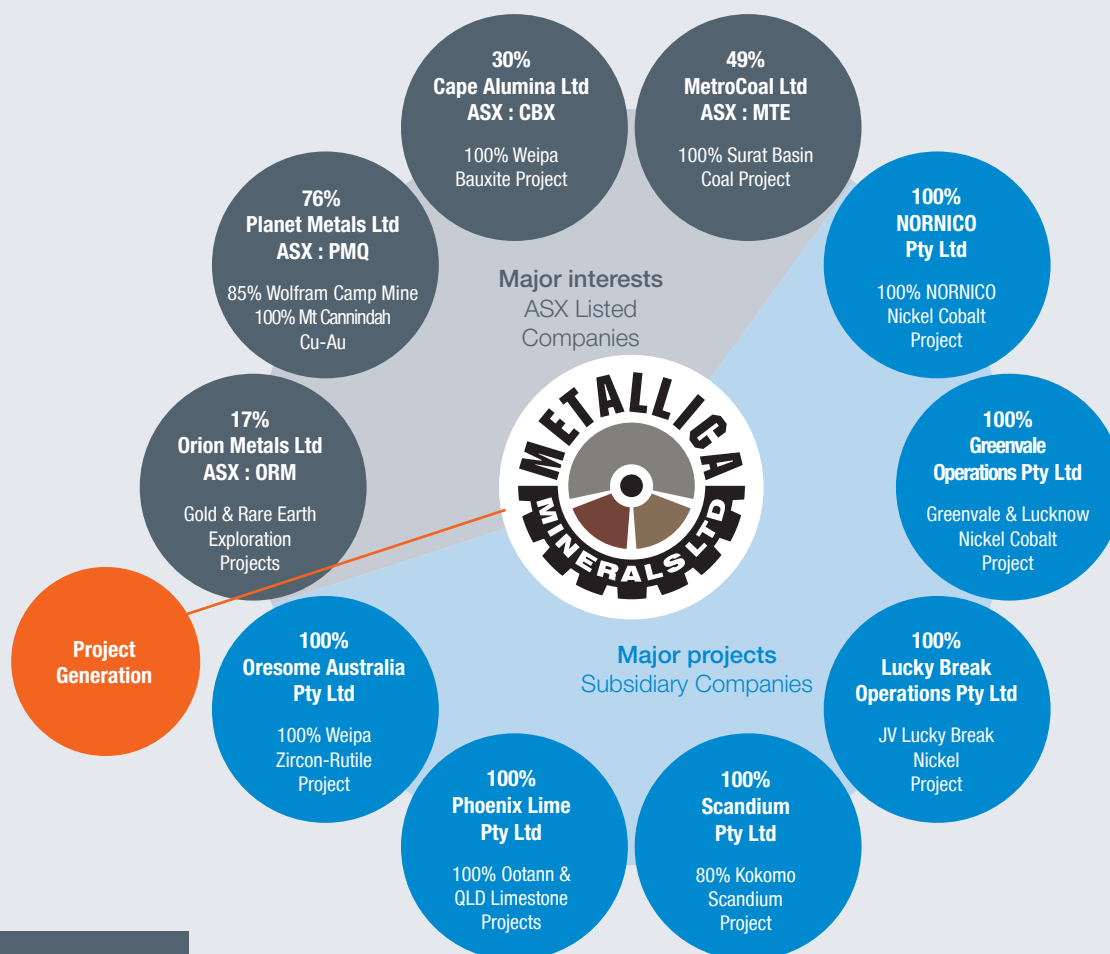 30%
Cape Alumina Ltd
ASX : CBX
100% Weipa
Bauxite Project
49%
MetroCoal Ltd
ASX : MTE
100% Surat Basin
Coal Project
76%
Planet Metals Ltd
ASX : PMQ
85% Wolfram Camp Mine
100% Mt Cannindah
Cu-Au
100%
NORNICO
Pty Ltd
100% NORNICO
Nickel Cobalt
Project
Major interests
ASX Listed
Companies
17%
Orion Metals Ltd
ASX : ORM
Gold & Rare Earth
Exploration
Projects
METALLICA
MINERALS LTD
100%
Greenvale
Operations Pty Ltd
Greenvale & Lucknow
Nickel Cobalt
Project
Project
Generation
100%
Oresome Australia
Pty Ltd
100% Weipa
Zircon-Rutile
Project
Major projects
Subsidiary Companies
100%
Lucky Break
Operations Pty Ltd
JV Lucky Break
Nickel
Project
100%
Phoenix Lime
Pty Ltd
100% Ootann &
QLD Limestone
Projects
100%
Scandium
Pty Ltd
80% Kokomo
Scandium
Project